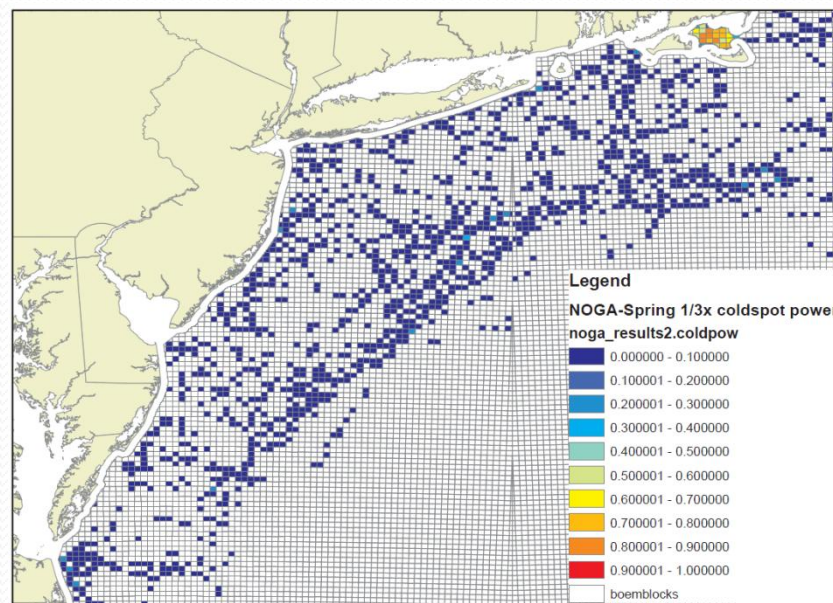 Legend
NOGA-Spring 1/3x coldspot power
noga_results2.coldpow
0.000000 - 0.100000
0.100001 - 0.200000
0.200001 - 0.300000
0.300001 - 0.400000
0.400001 - 0.500000
0.500001 - 0.600000
0.600001 - 0.700000
0.700001 - 0.800000
0.800001 - 0.900000
0.900001 - 1.000000
boemblocks